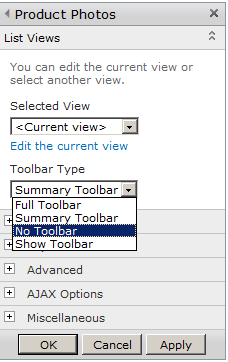 Product Photos
List Views
You can edit the current view or
select another view.
Selected View
<Current view>
Edit the current view
Toolbar Type
Summary Toolbar
Full Toolbar
Summary Toolbar
No Toolbar
Show Toolbar
Advanced
AJAX Options
Miscellaneous
OK Cancel Apply